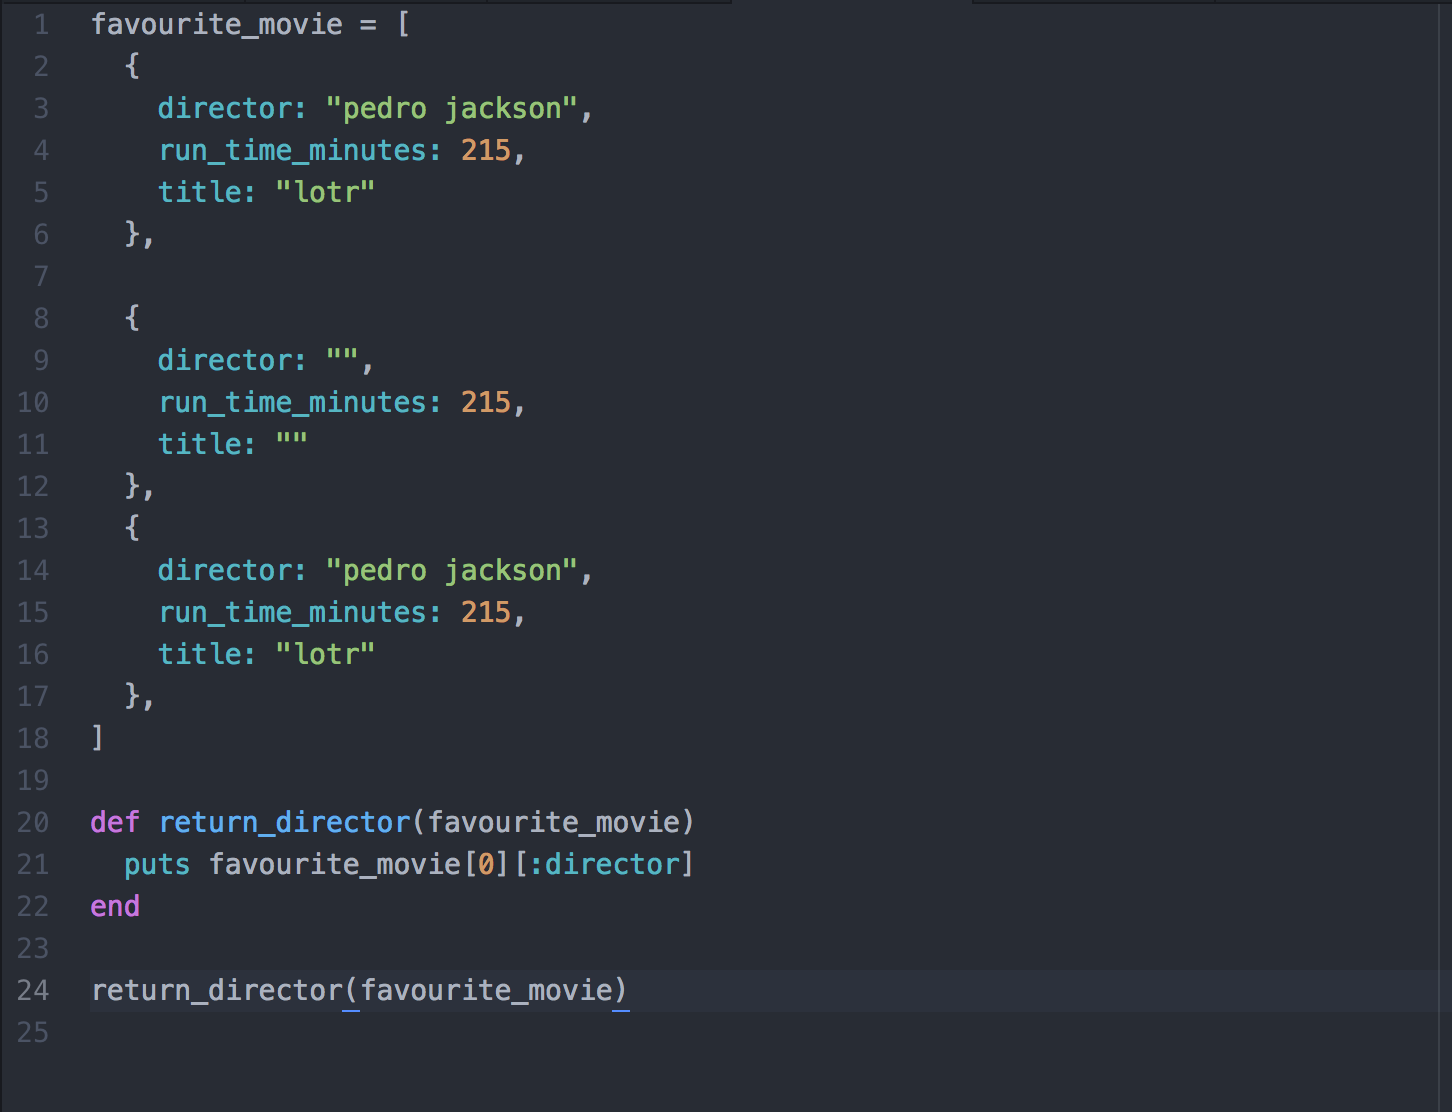 1 favourite_movie = [
2   {
3     director: "pedro jackson",
4     run_time_minutes: 215,
5     title: "lotr"
6   },
7
8   {
9     director: "",
10     run_time_minutes: 215,
11     title: ""
12   },
13   {
14     director: "pedro jackson",
15     run_time_minutes: 215,
16     title: "lotr"
17   },
18 ]
19
20 def return_director(favourite_movie)
21   puts favourite_movie[0][:director]
22 end
23
24 return_director(favourite_movie)
25